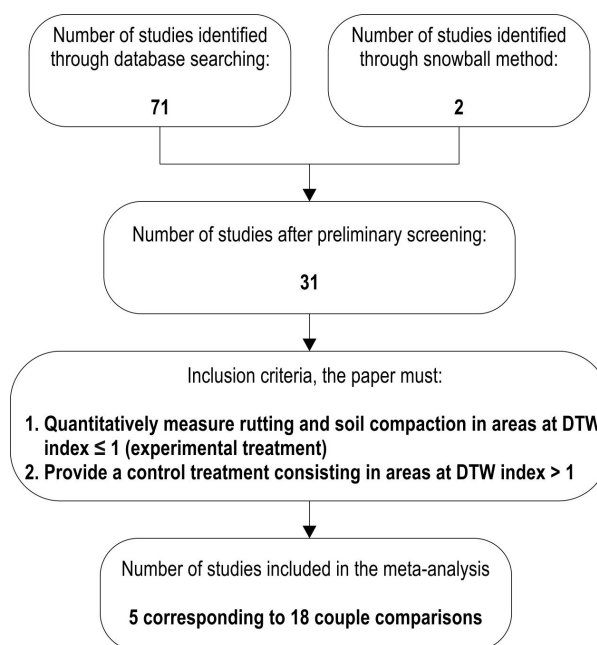 Number of studies identified
through database searching:
71
Number of studies identified
through snowball method:
2
Number of studies after preliminary screening:
31
Inclusion criteria, the paper must:
1. Quantitatively measure rutting and soil compaction in areas at DTW
index ≤ 1 (experimental treatment)
2. Provide a control treatment consisting in areas at DTW index > 1
Number of studies included in the meta-analysis
5 corresponding to 18 couple comparisons